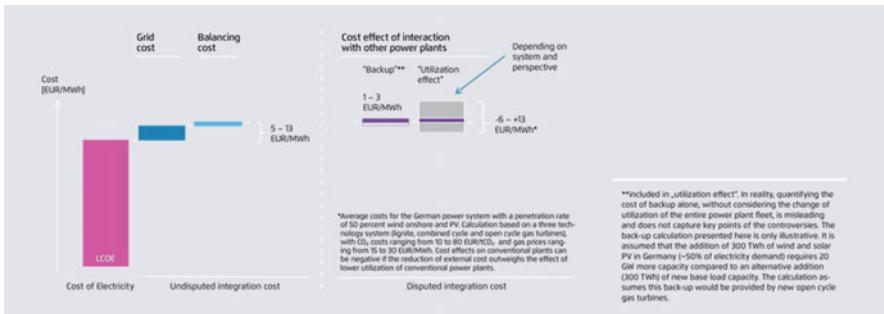 Grid
cost
Balancing
cost
Cost effect of interaction
with other power plants
Depending on
system and
perspective
Cost
[EUR/MWh]
"Backup"**
"Utilization
effect"
1 – 3
EUR/MWh
5 – 13
EUR/MWh
-6 – +13
EUR/MWh*
LCOE
*Average costs for the German power system with a penetration rate
of 50 percent wind onshore and PV. Calculation based on a three tech-
nology system (lignite, combined cycle and open cycle gas turbines),
with CO₂ costs ranging from 10 to 80 EUR/tCO₂ and gas prices rang-
ing from 15 to 30 EUR/MWh. Cost effects on conventional plants can
be negative if the reduction of external cost outweighs the effect of
lower utilization of conventional power plants.
**included in „utilization effect". In reality, quantifying the
cost of backup alone, without considering the change of
utilization of the entire power plant fleet, is misleading
and does not capture key points of the controversies. The
back-up calculation presented here is only illustrative. It is
assumed that the addition of 300 TWh of wind and solar
PV in Germany (~50% of electricity demand) requires 20
GW more capacity compared to an alternative addition
(300 TWh) of new base load capacity. The calculation as-
sumes this back-up would be provided by new open cycle
gas turbines.
Cost of Electricity
Undisputed integration cost
Disputed integration cost